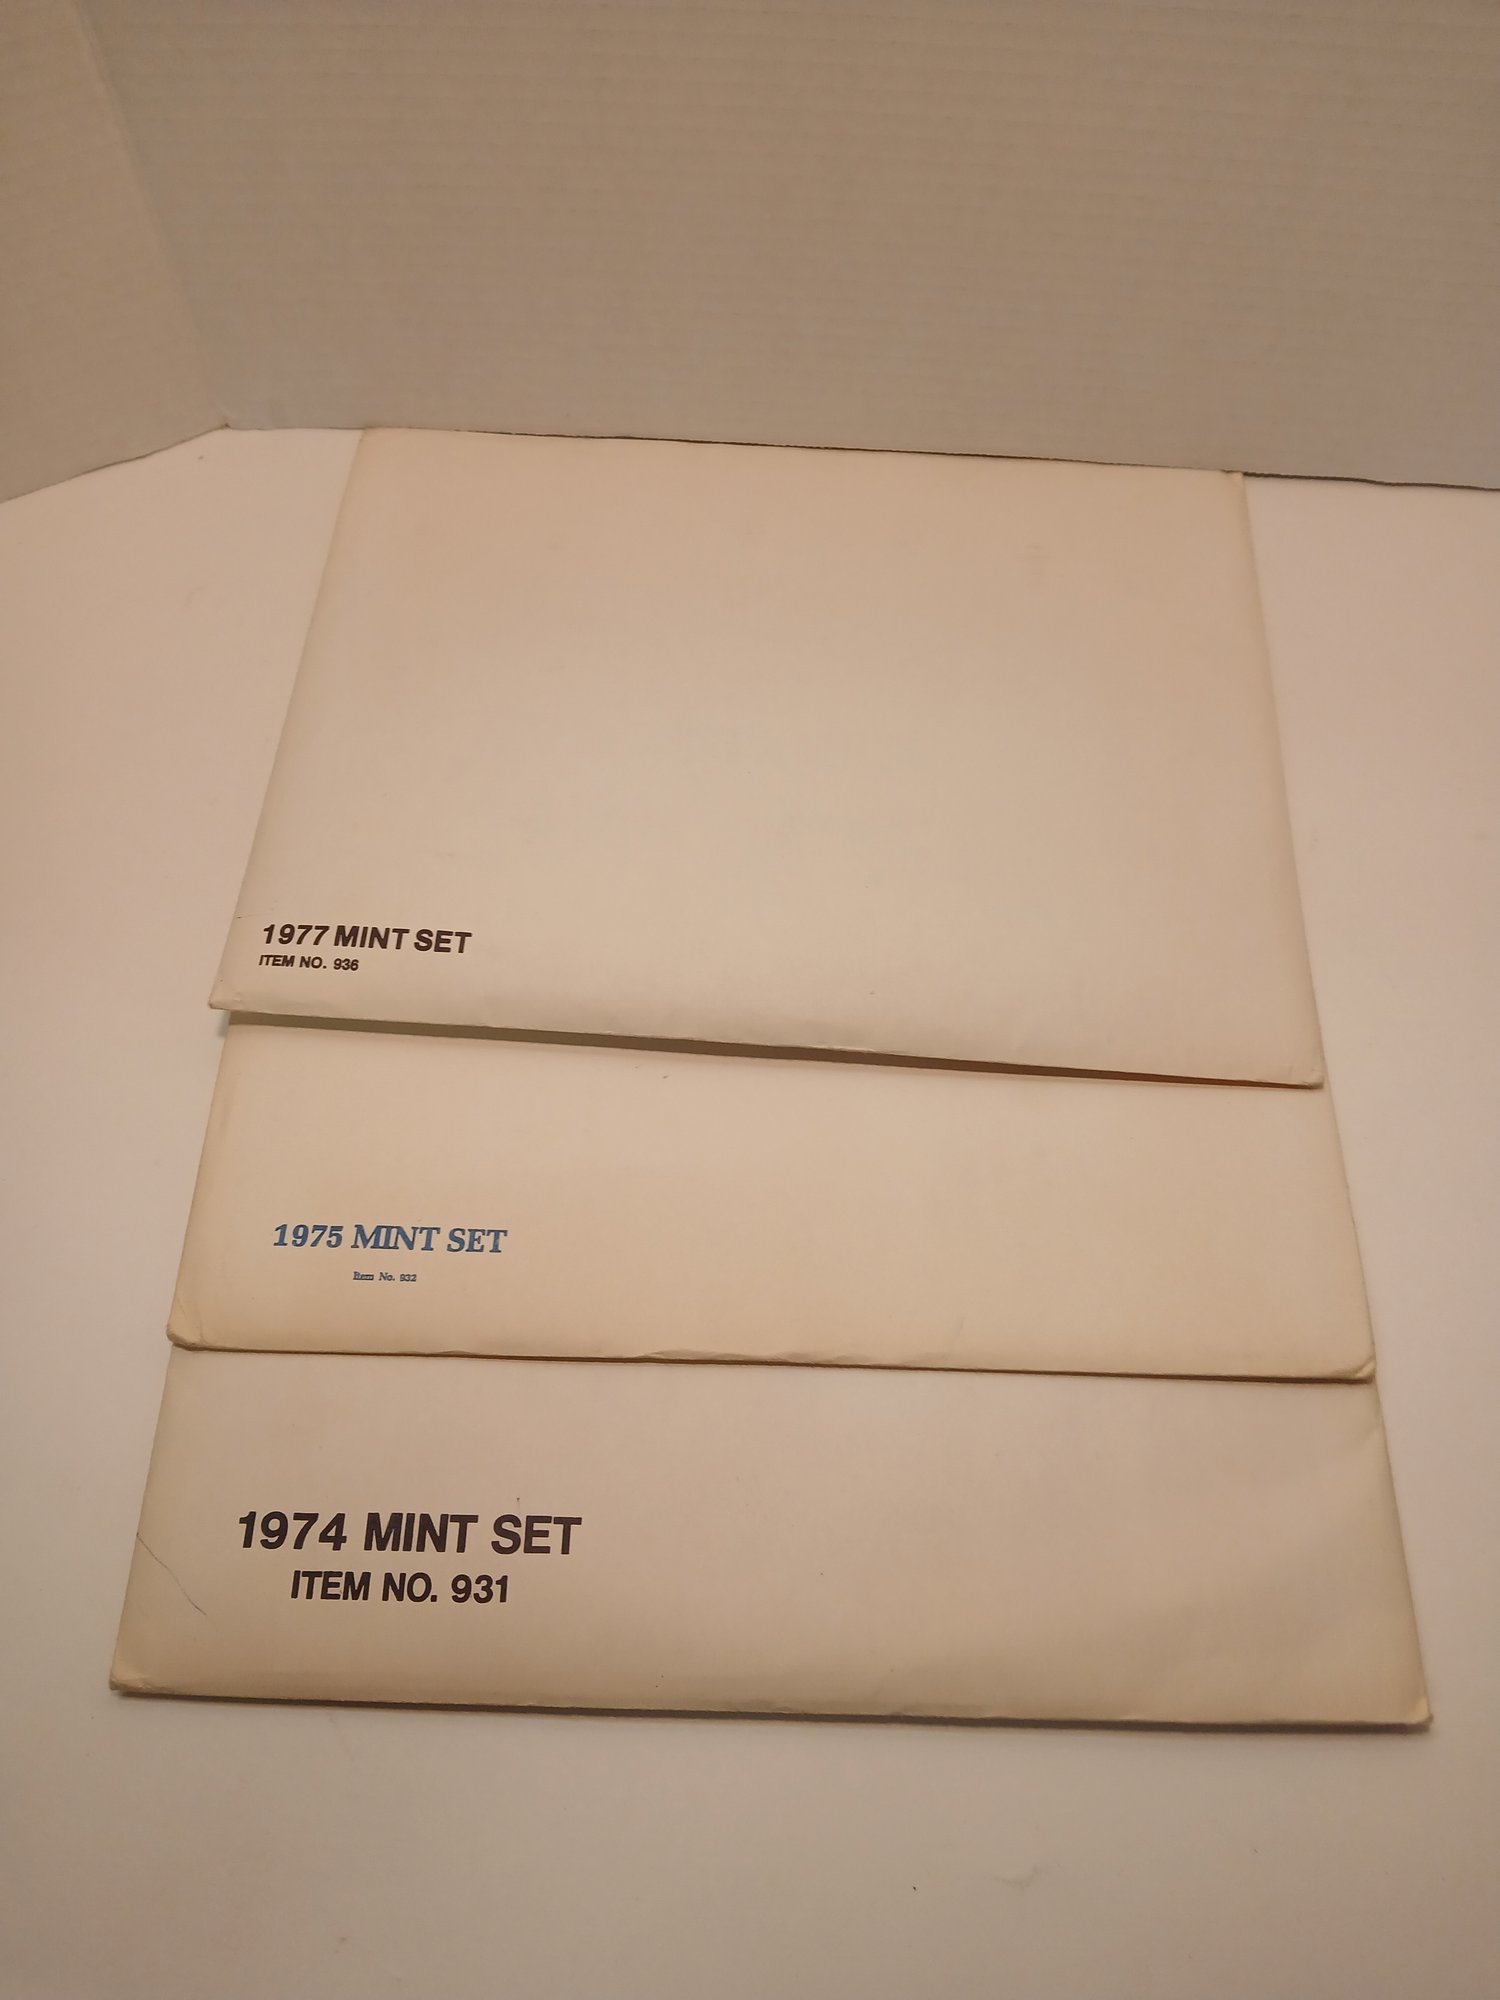 1977 MINT SET
ITEM NO. 936
1975 MINT SET
Item No. 932
1974 MINT SET
ITEM NO. 931